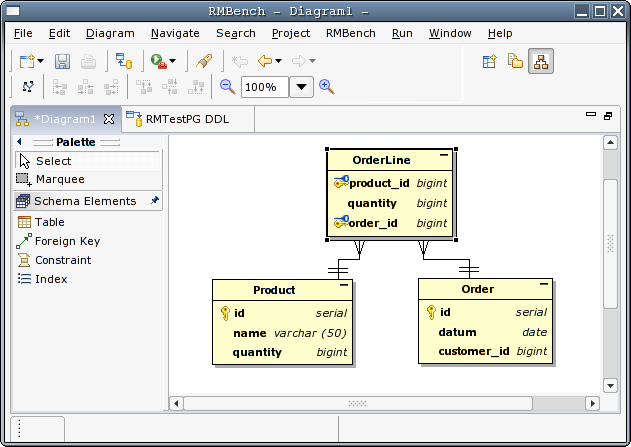 RMBench - Diagram1 -
File Edit Diagram Navigate Search Project RMBench Run Window Help
100%
*Diagram1
RMTestPG DDL
Palette
Select
Marquee
Schema Elements
Table
Foreign Key
Constraint
Index
OrderLine
product_id bigint
quantity bigint
order_id bigint
Product
id serial
name varchar (50)
quantity bigint
Order
id serial
datum date
customer_id bigint